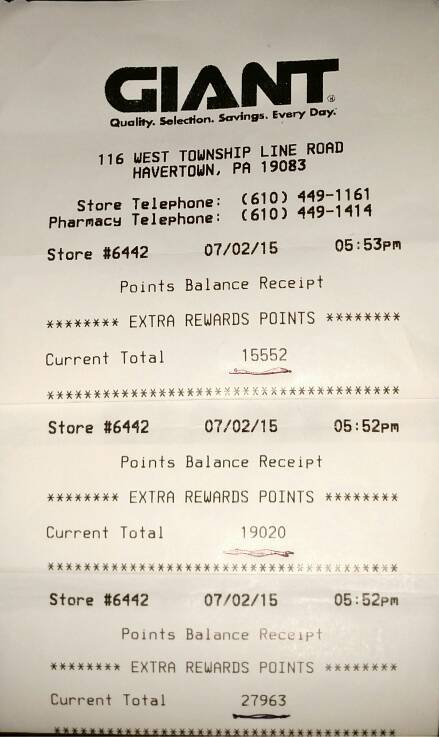 GIANT®
Quality. Selection. Savings. Every Day.
116 WEST TOWNSHIP LINE ROAD
HAVERTOWN, PA 19083
Store Telephone: (610) 449-1161
Pharmacy Telephone: (610) 449-1414
Store #6442 07/02/15 05:53pm
Points Balance Receipt
******** EXTRA REWARDS POINTS ********
Current Total 15552
****************************************
Store #6442 07/02/15 05:52pm
Points Balance Receipt
******** EXTRA REWARDS POINTS ********
Current Total 19020
****************************************
Store #6442 07/02/15 05:52pm
Points Balance Receipt
******** EXTRA REWARDS POINTS ********
Current Total 27963
****************************************